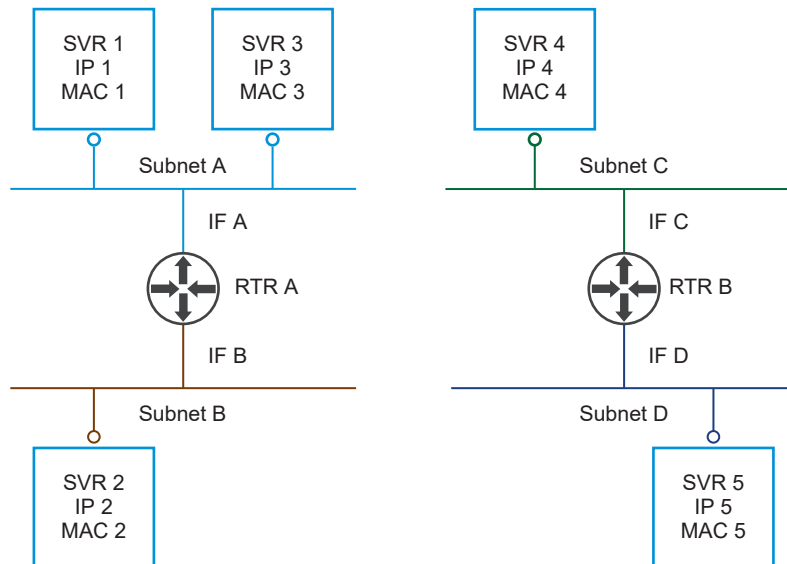 SVR 1
IP 1
MAC 1
SVR 3
IP 3
MAC 3
SVR 4
IP 4
MAC 4
Subnet A
Subnet C
IF A
IF C
RTR A
RTR B
IF B
IF D
Subnet B
Subnet D
SVR 2
IP 2
MAC 2
SVR 5
IP 5
MAC 5